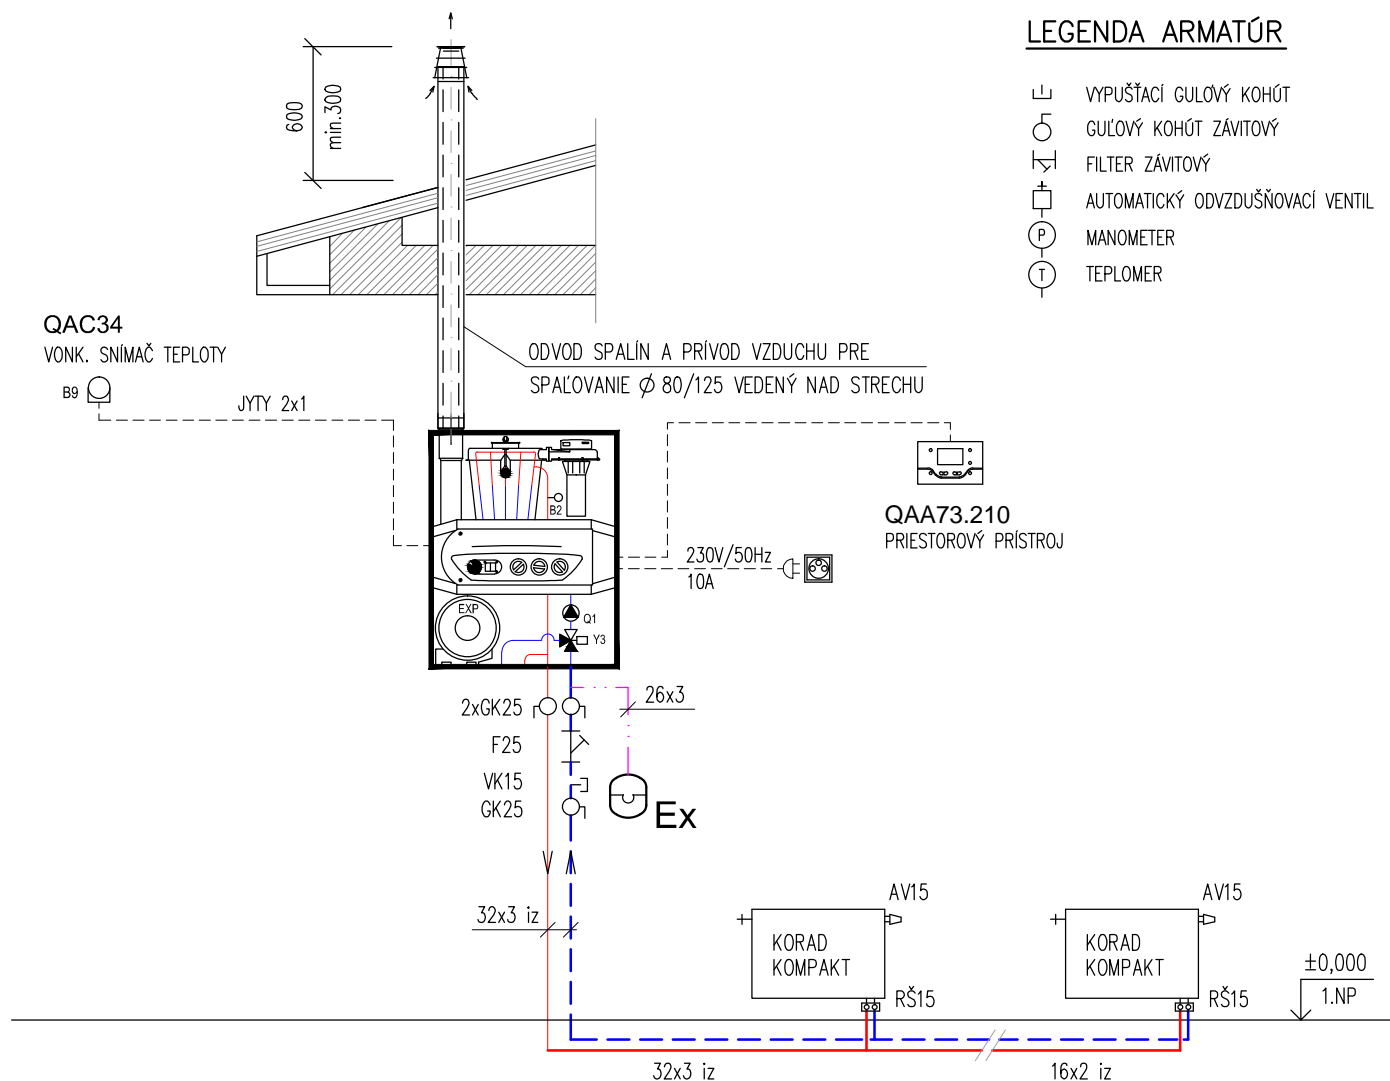 LEGENDA ARMATÚR
VYPUŠŤACÍ GULOVÝ KOHÚT
GUĽOVÝ KOHÚT ZÁVITOVÝ
FILTER ZÁVITOVÝ
AUTOMATICKÝ ODVZDUŠŇOVACÍ VENTIL
P MANOMETER
T TEPLOMER
600
min.300
QAC34
VONK. SNÍMAČ TEPLOTY
B9
JYTY 2x1
ODVOD SPALÍN A PRÍVOD VZDUCHU PRE
SPAĽOVANIE Ø 80/125 VEDENÝ NAD STRECHU
B2
QAA73.210
PRIESTOROVÝ PRÍSTROJ
230V/50Hz
10A
EXP
Q1
Y3
2xGK25
26x3
F25
VK15
GK25
Ex
32x3 iz
AV15
KORAD
KOMPAKT
RŠ15
AV15
KORAD
KOMPAKT
RŠ15
±0,000
1.NP
32x3 iz
16x2 iz